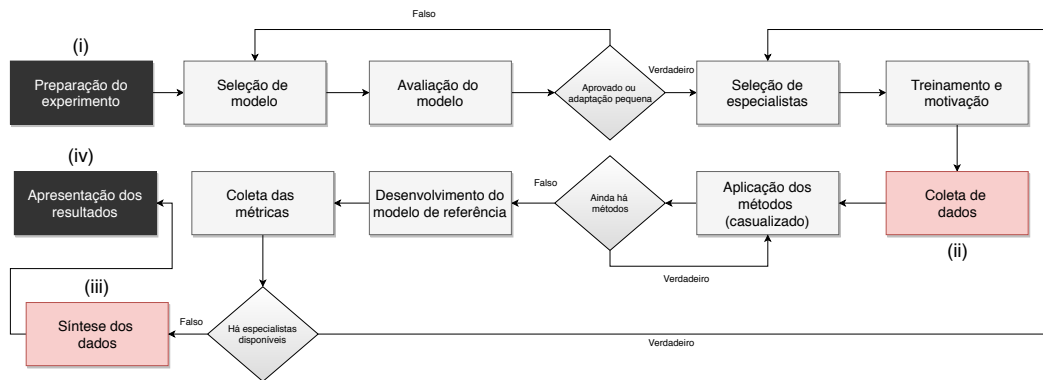 Falso
(i)
Preparação do
experimento
Seleção de
modelo
Avaliação do
modelo
Aprovado ou
adaptação pequena
Verdadeiro
Seleção de
especialistas
Treinamento e
motivação
(iv)
Apresentação dos
resultados
Coleta das
métricas
Desenvolvimento do
modelo de referência
Falso
Ainda há
métodos
Aplicação dos
métodos
(casualizado)
Coleta de
dados
(ii)
Verdadeiro
(iii)
Síntese dos
dados
Falso
Há especialistas
disponíveis
Verdadeiro